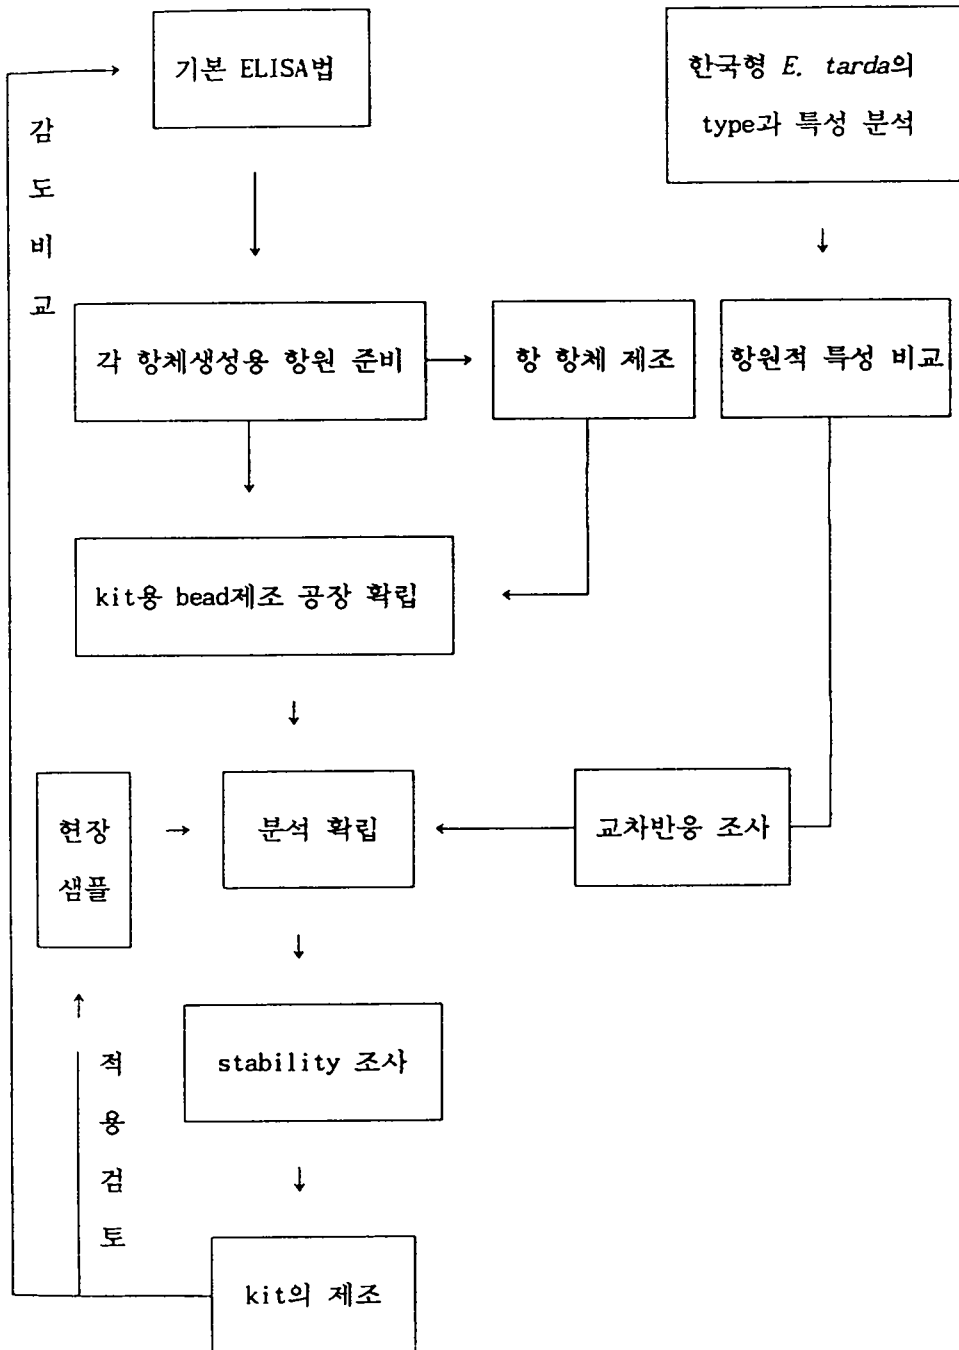 기본 ELISA법
한국형 E. tarda의
type과 특성 분석
감도비교
각 항체생성용 항원 준비
항 항체 제조
항원적 특성 비교
kit용 bead제조 공장 확립
현장
샘플
분석 확립
교차반응 조사
stability 조사
적용검토
kit의 제조